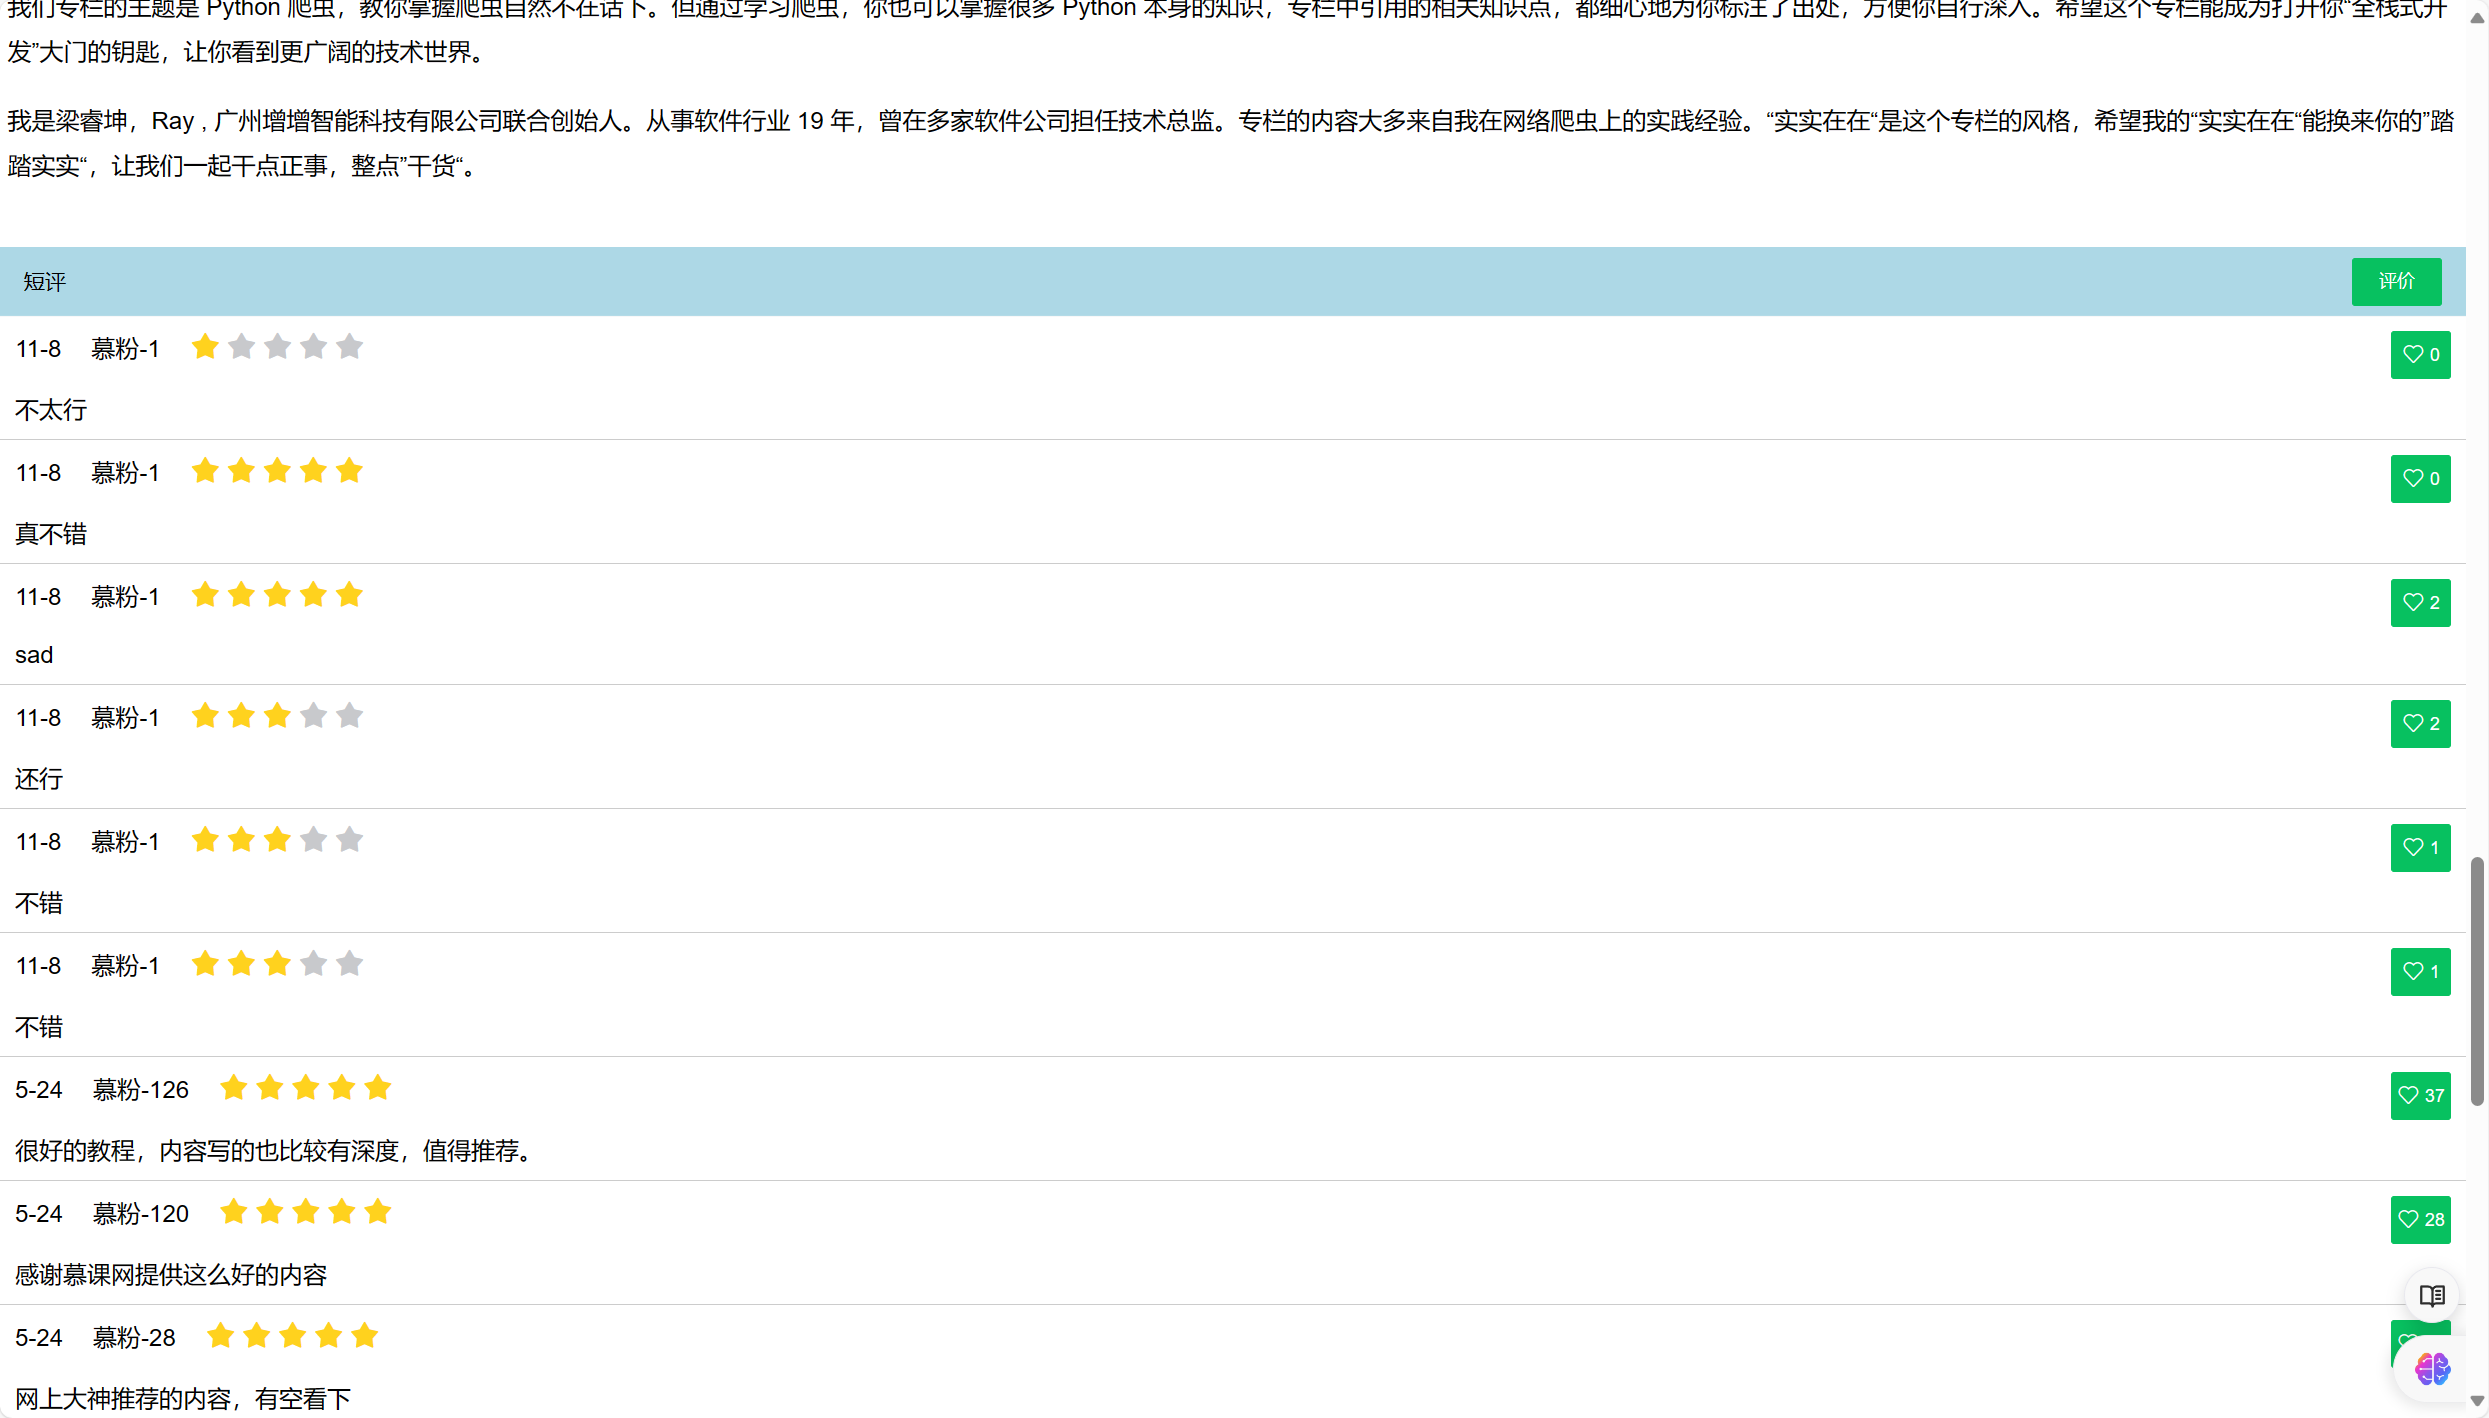 我们专栏的主题是 Python 爬虫，教你掌握爬虫自然不在话下。但通过学习爬虫，你也可以掌握很多 Python 本身的知识，专栏中引用的相关知识点，都细心地为你标注了出处，方便你自行深入。希望这个专栏能成为打开你“全栈式开
发”大门的钥匙，让你看到更广阔的技术世界。
我是梁睿坤，Ray , 广州增增智能科技有限公司联合创始人。从事软件行业 19 年，曾在多家软件公司担任技术总监。专栏的内容大多来自我在网络爬虫上的实践经验。“实实在在“是这个专栏的风格，希望我的“实实在在“能换来你的”踏
踏实实“，让我们一起干点正事，整点”干货“。
短评 评价
11-8 慕粉-1 0
不太行
11-8 慕粉-1 0
真不错
11-8 慕粉-1 2
sad
11-8 慕粉-1 2
还行
11-8 慕粉-1 1
不错
11-8 慕粉-1 1
不错
5-24 慕粉-126 37
很好的教程，内容写的也比较有深度，值得推荐。
5-24 慕粉-120 28
感谢慕课网提供这么好的内容
5-24 慕粉-28
网上大神推荐的内容，有空看下